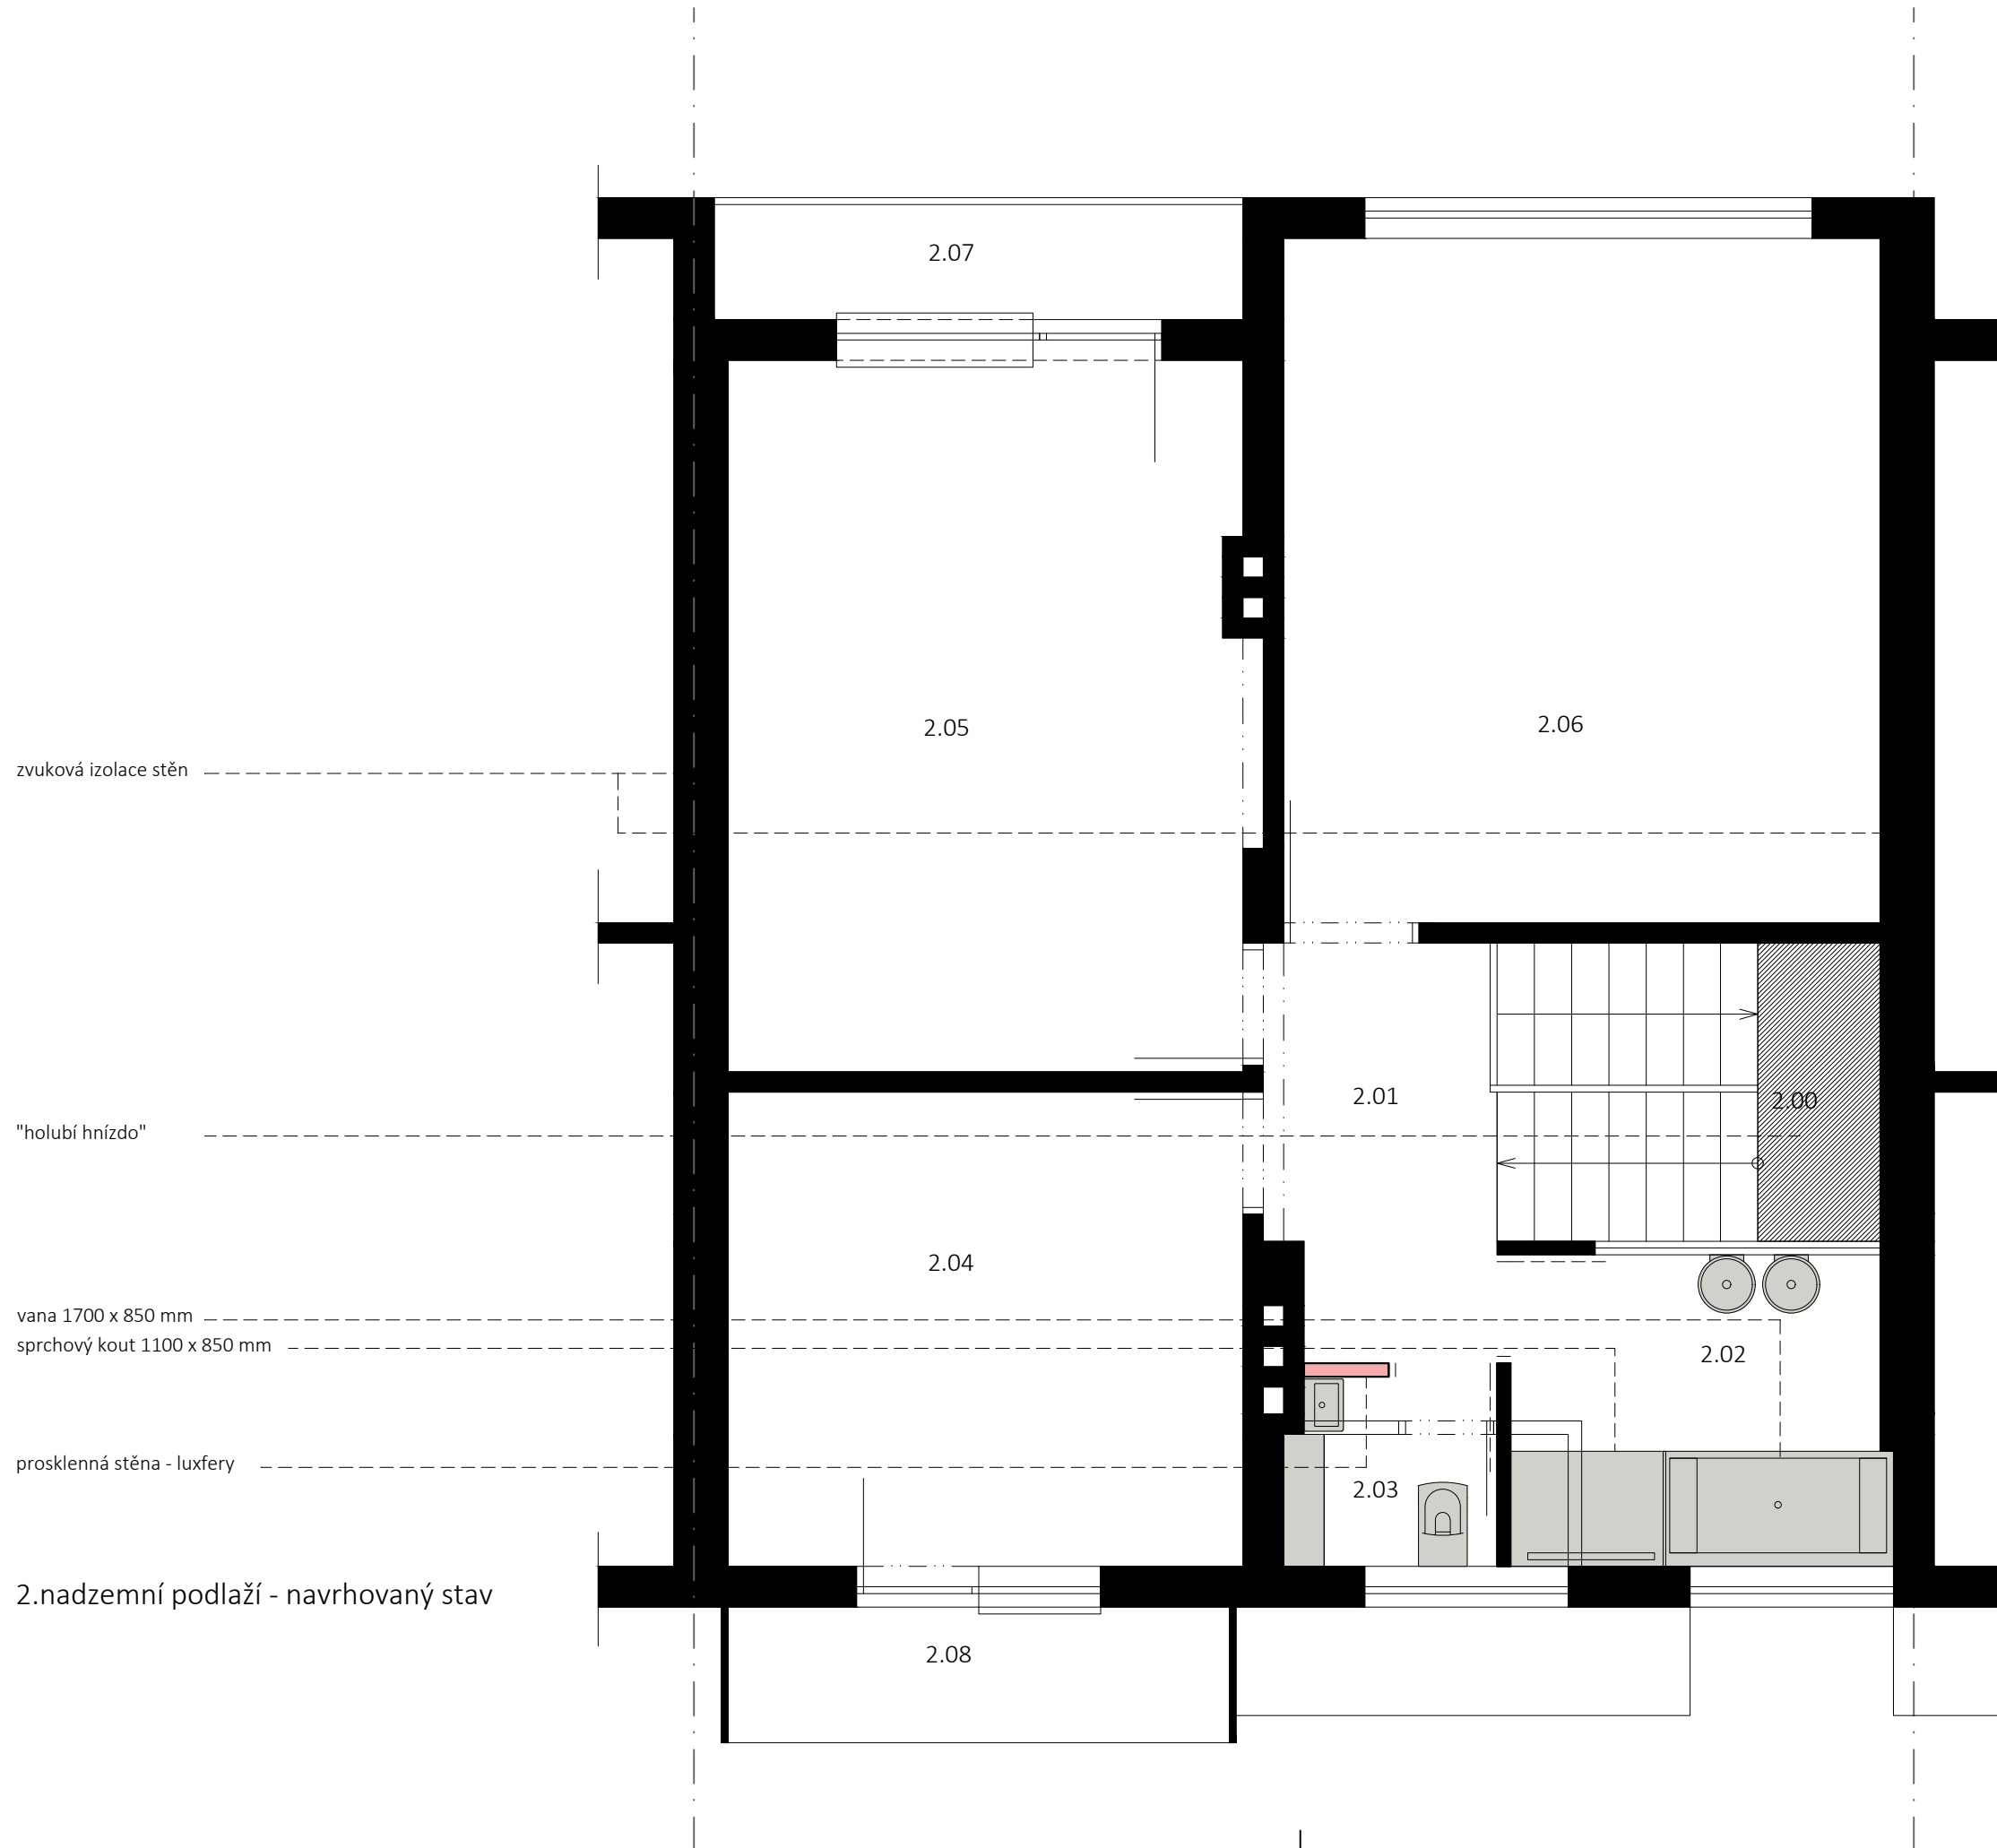 2.07
2.05
2.06
zvuková izolace stěn
2.01
2.00
"holubí hnízdo"
2.04
vana 1700 x 850 mm
sprchový kout 1100 x 850 mm
2.02
prosklenná stěna - luxfery
2.03
2.nadzemní podlaží - navrhovaný stav
2.08